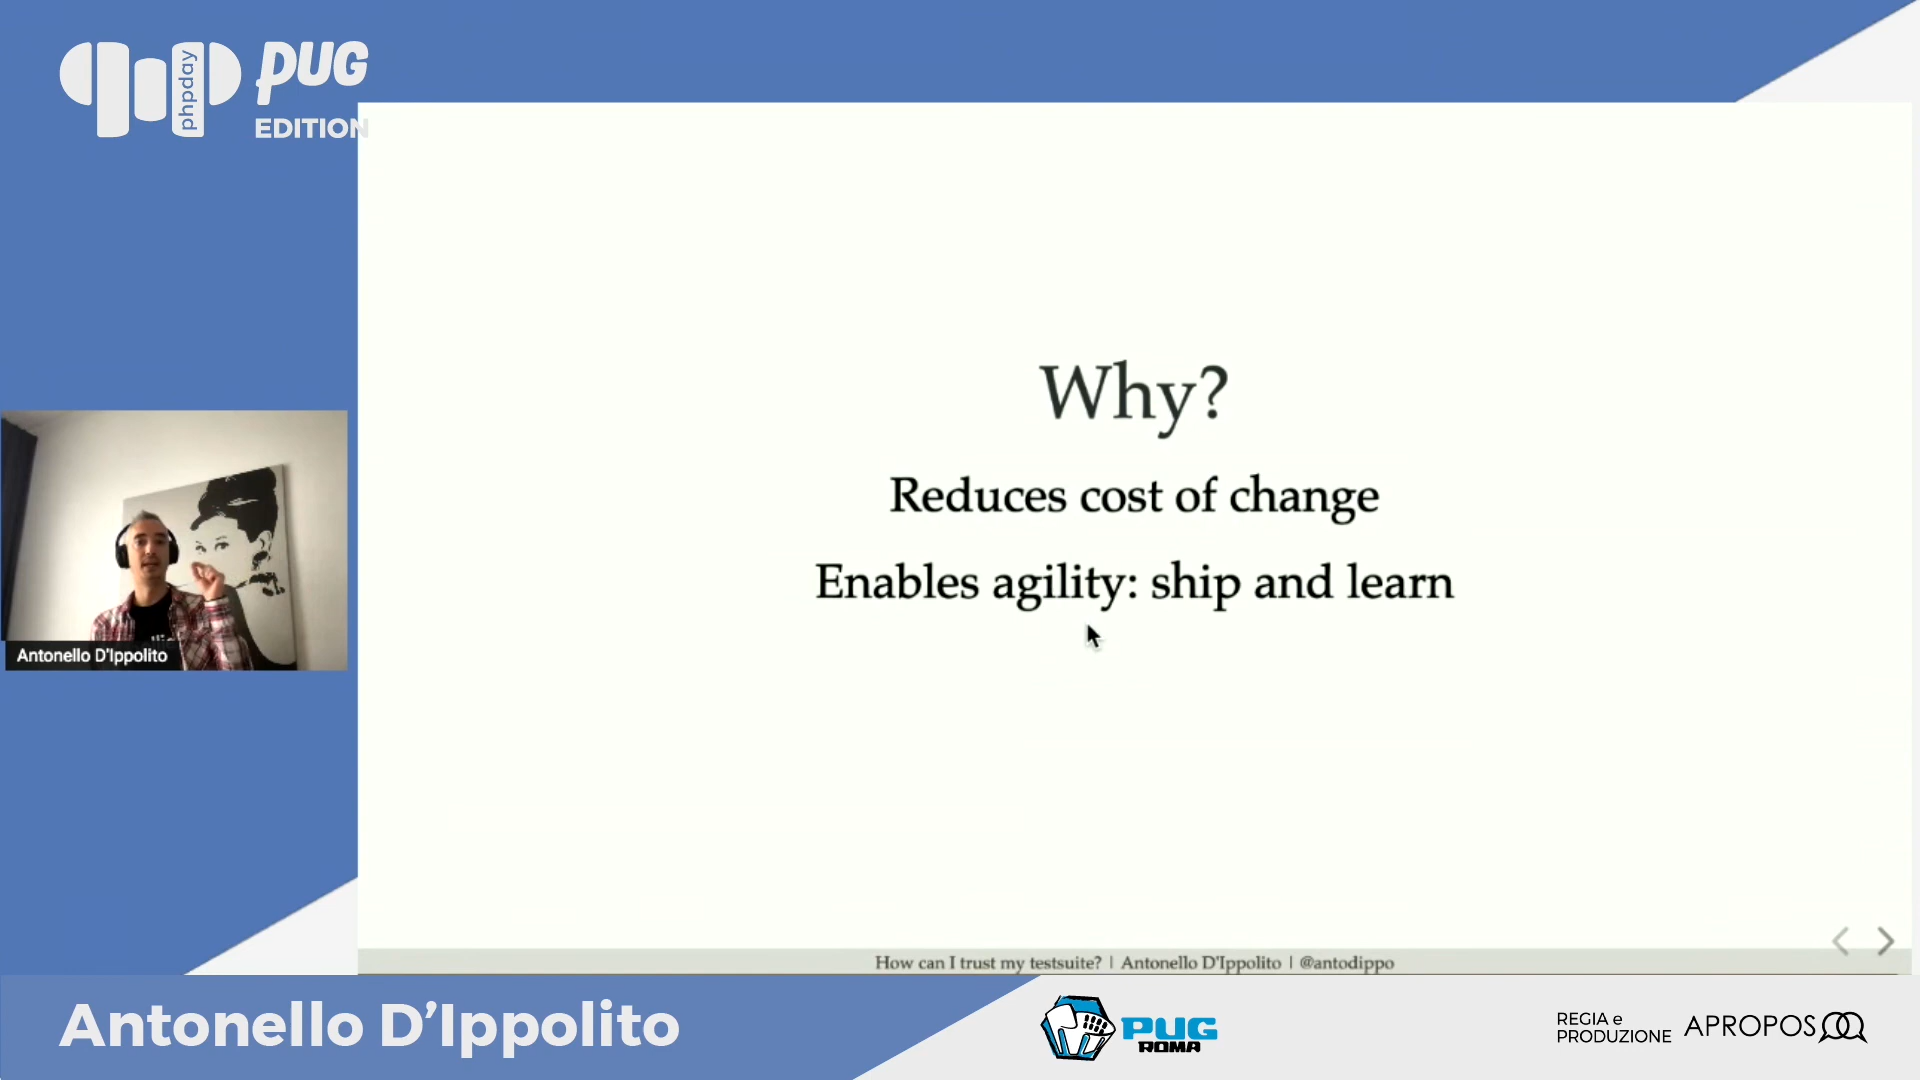 phpday
PUG
EDITION
Why?
Reduces cost of change
Enables agility: ship and learn
Antonello D'Ippolito
How can I trust my testsuite? | Antonello D'Ippolito | @antodippo
Antonello D’Ippolito
PUG
ROMA
REGIA e
PRODUZIONE
APROPOS